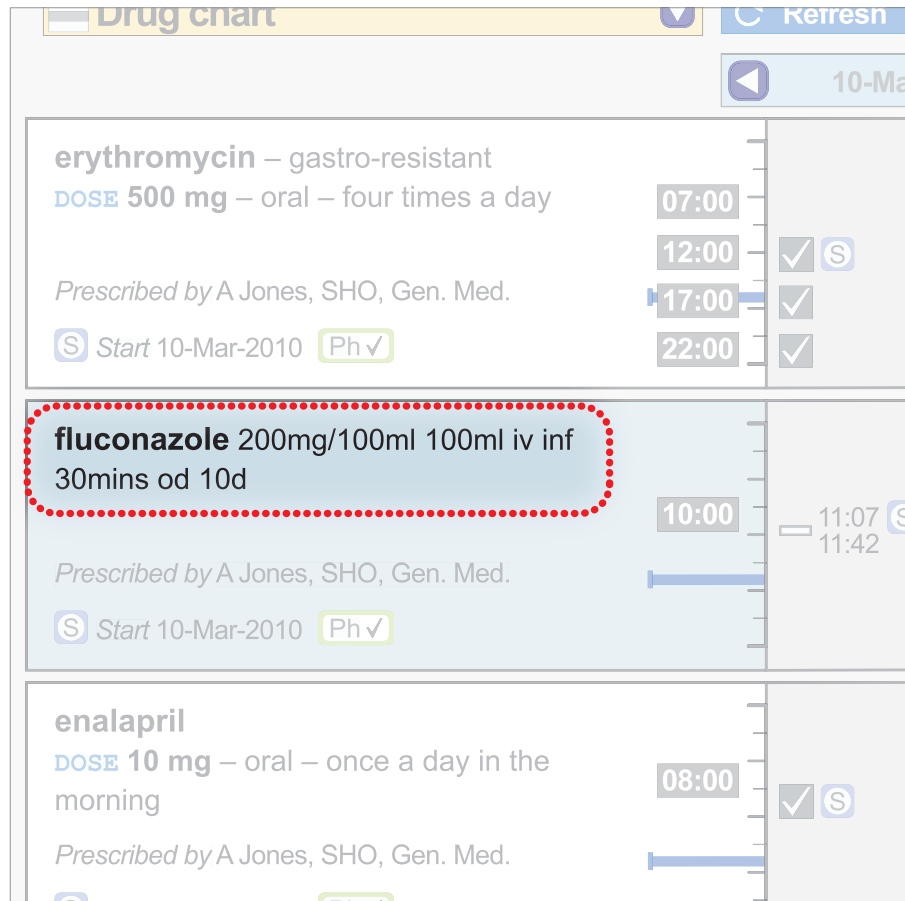 Drug chart
Refresh
10-Ma
erythromycin – gastro-resistant
DOSE 500 mg – oral – four times a day
07:00
12:00
S
Prescribed by A Jones, SHO, Gen. Med.
17:00
S Start 10-Mar-2010 Ph ✓
22:00
fluconazole 200mg/100ml 100ml iv inf
30mins od 10d
10:00
11:07 S
11:42
Prescribed by A Jones, SHO, Gen. Med.
S Start 10-Mar-2010 Ph ✓
enalapril
DOSE 10 mg – oral – once a day in the
morning
08:00
S
Prescribed by A Jones, SHO, Gen. Med.